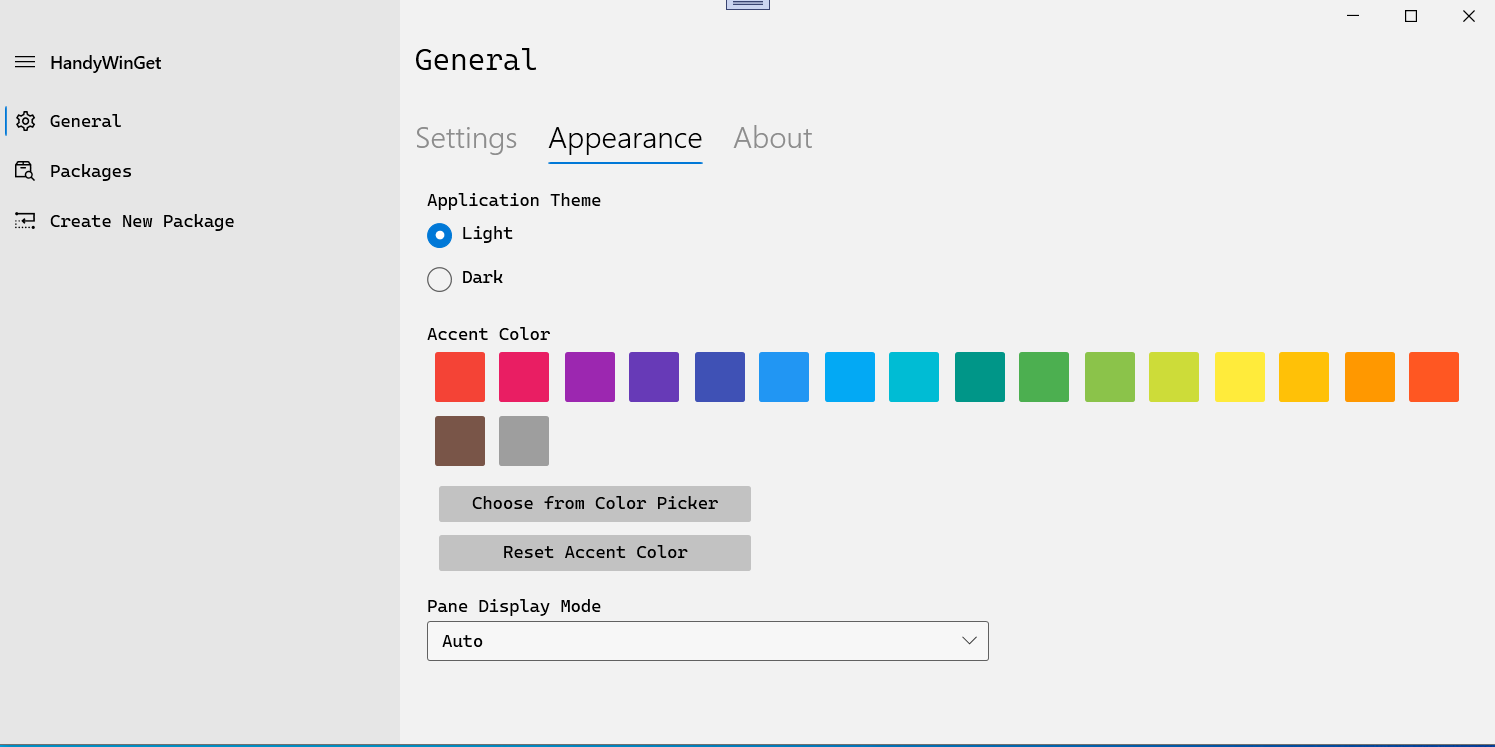 HandyWinGet
General
Packages
Create New Package
General
Settings Appearance About
Application Theme
Light
Dark
Accent Color
Choose from Color Picker
Reset Accent Color
Pane Display Mode
Auto